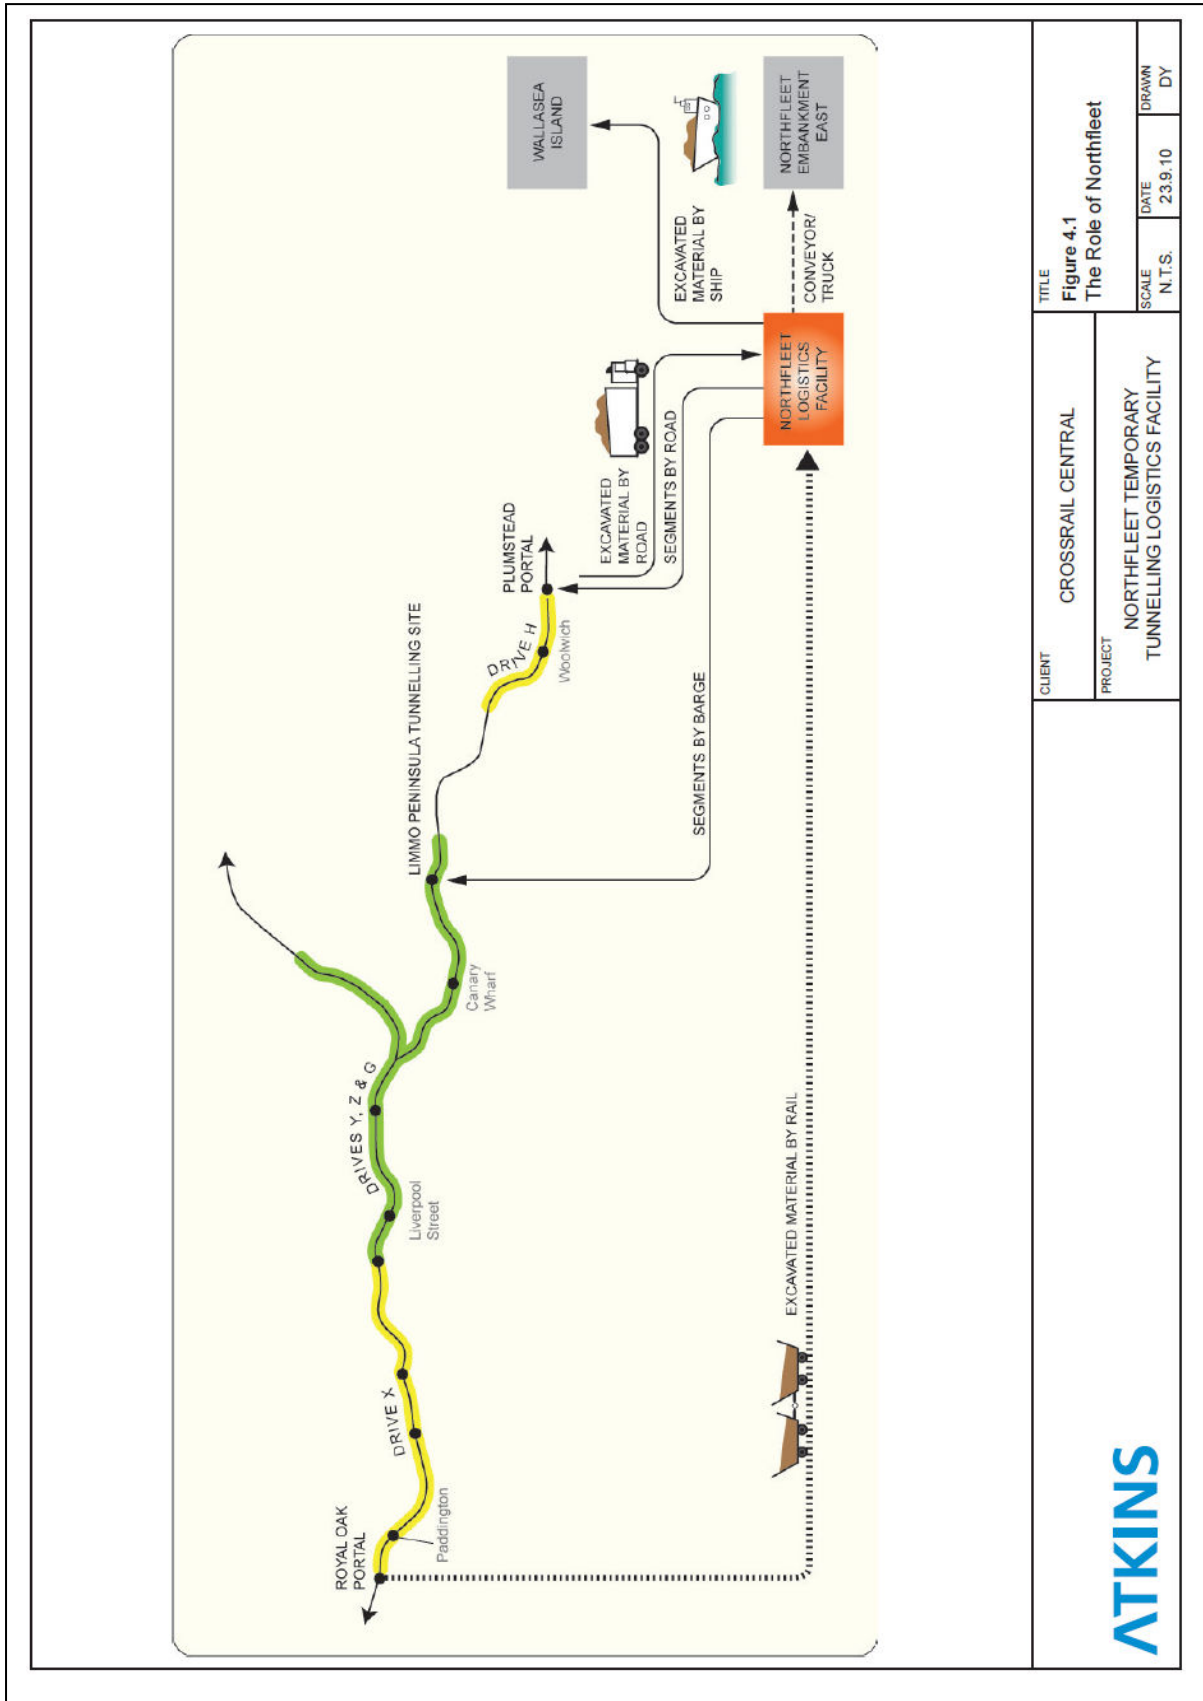 ROYAL OAK
PORTAL
Paddington
DRIVE X
Liverpool
Street
DRIVES Y, Z & G
Canary
Wharf
LIMMO PENINSULA TUNNELLING SITE
DRIVE H
Woolwich
PLUMSTEAD
PORTAL
EXCAVATED
MATERIAL BY
ROAD
SEGMENTS BY ROAD
SEGMENTS BY BARGE
EXCAVATED MATERIAL BY RAIL
EXCAVATED
MATERIAL BY
SHIP
WALLASEA
ISLAND
NORTHFLEET
LOGISTICS
FACILITY
CONVEYOR/
TRUCK
NORTHFLEET
EMBANKMENT
EAST
ATKINS
CLIENT
CROSSRAIL CENTRAL
PROJECT
NORTHFLEET TEMPORARY
TUNNELLING LOGISTICS FACILITY
TITLE
Figure 4.1
The Role of Northfleet
SCALE
N.T.S.
DATE
23.9.10
DRAWN
DY